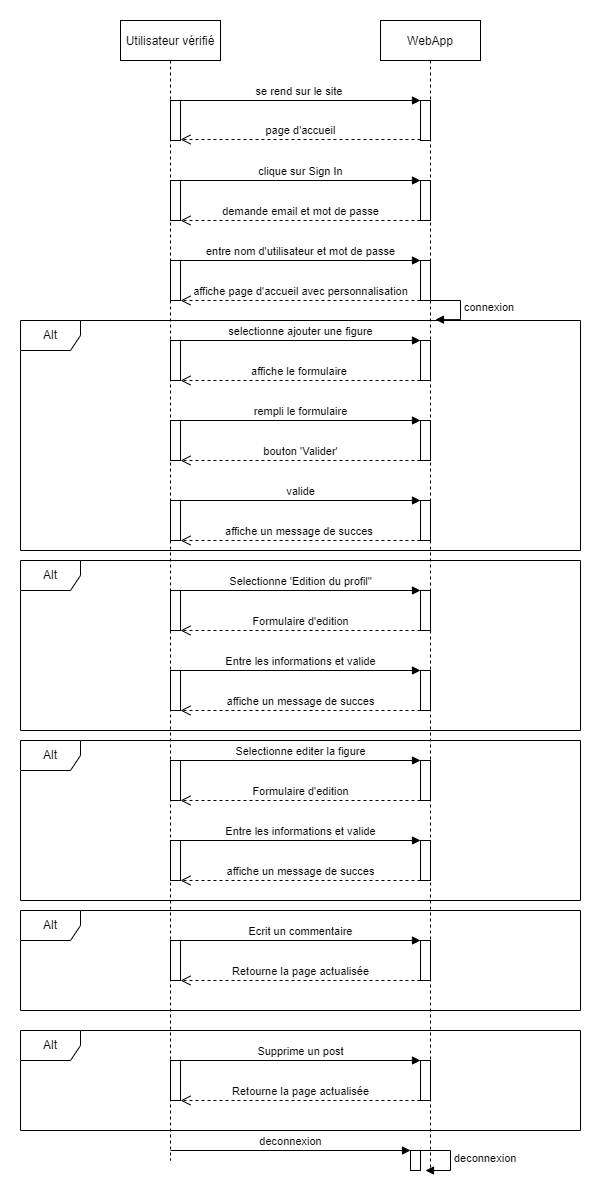 Utilisateur vérifié
WebApp
se rend sur le site
page d'accueil
clique sur Sign In
demande email et mot de passe
entre nom d'utilisateur et mot de passe
affiche page d'accueil avec personnalisation
connexion
Alt
selectionne ajouter une figure
affiche le formulaire
rempli le formulaire
bouton 'Valider'
valide
affiche un message de succes
Alt
Selectionne 'Edition du profil"
Formulaire d'edition
Entre les informations et valide
affiche un message de succes
Alt
Selectionne editer la figure
Formulaire d'edition
Entre les informations et valide
affiche un message de succes
Alt
Ecrit un commentaire
Retourne la page actualisée
Alt
Supprime un post
Retourne la page actualisée
deconnexion
deconnexion